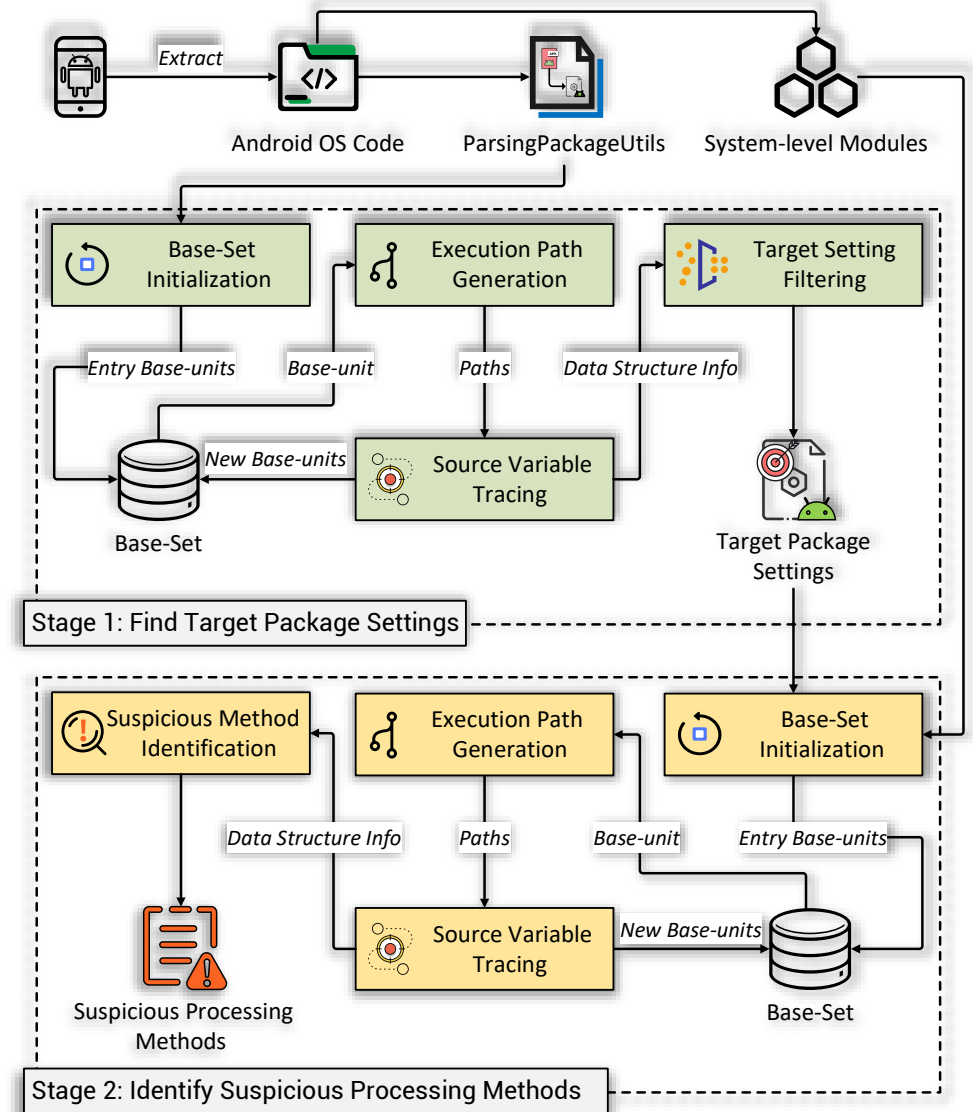 Extract
</>
Android OS Code
ParsingPackageUtils
System-level Modules
Base-Set
Initialization
Execution Path
Generation
Target Setting
Filtering
Entry Base-units
Base-unit
Paths
Data Structure Info
New Base-units
Source Variable
Tracing
Base-Set
Target Package
Settings
Stage 1: Find Target Package Settings
Suspicious Method
Identification
Execution Path
Generation
Base-Set
Initialization
Data Structure Info
Paths
Base-unit
Entry Base-units
Source Variable
Tracing
New Base-units
Suspicious Processing
Methods
Base-Set
Stage 2: Identify Suspicious Processing Methods